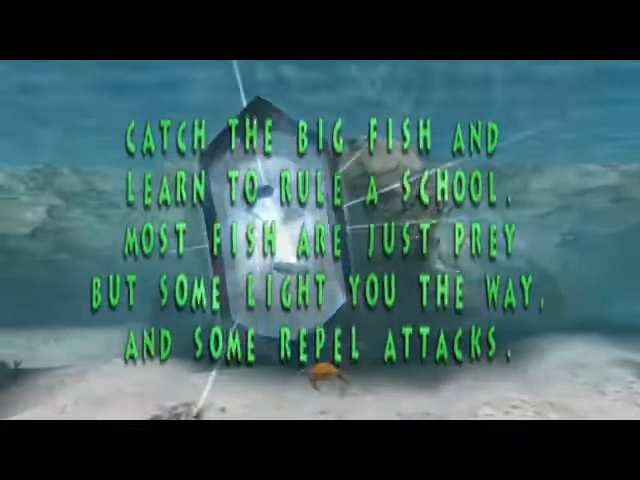 CATCH THE BIG FISH AND
LEARN TO RULE A SCHOOL.
MOST FISH ARE JUST PREY
BUT SOME LIGHT YOU THE WAY,
AND SOME REPEL ATTACKS.